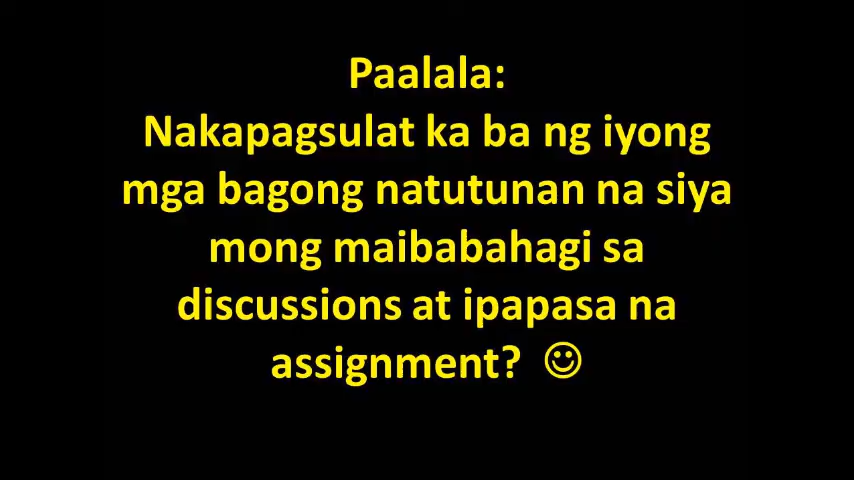 Paalala:
Nakapagsulat ka ba ng iyong
mga bagong natutunan na siya
mong maibabahagi sa
discussions at ipapasa na
assignment? ☺